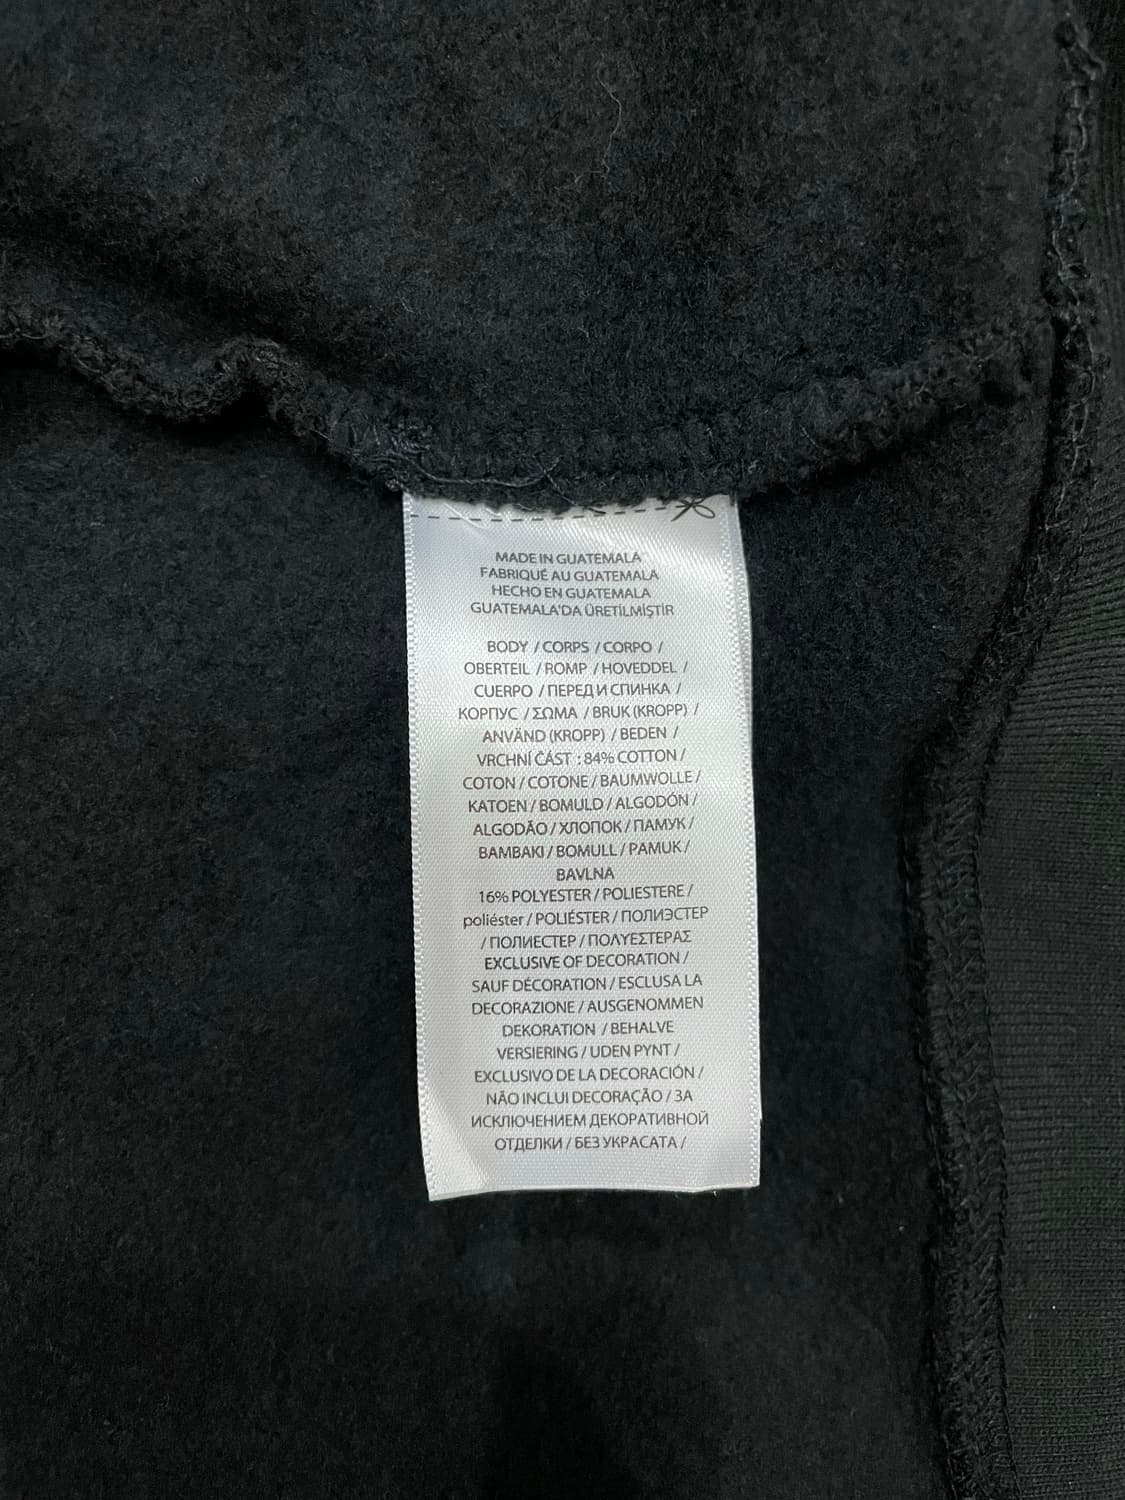 MADE IN GUATEMALA
FABRIQUÉ AU GUATEMALA
HECHO EN GUATEMALA
GUATEMALA'DA ÜRETİLMİŞTİR
BODY / CORPS / CORPO /
OBERTEIL / ROMP / HOVEDDEL /
CUERPO / ПЕРЕД И СПИНКА /
КОРПУС / ΣΩΜΑ / BRUK (KROPP) /
ANVÄND (KROPP) / BEDEN /
VRCHNÍ ČÁST : 84% COTTON /
COTON / COTONE / BAUMWOLLE /
KATOEN / BOMULD / ALGODÓN /
ALGODÃO / ХЛОПОК / ПАМУК /
BAMBAKI / BOMULL / PAMUK /
BAVLNA
16% POLYESTER / POLIESTERE /
poliéster / POLIÉSTER / ПОЛИЭСТЕР
/ ПОЛИЕСТЕР / ΠΟΛΥΕΣΤΕΡΑΣ
EXCLUSIVE OF DECORATION /
SAUF DÉCORATION / ESCLUSA LA
DECORAZIONE / AUSGENOMMEN
DEKORATION / BEHALVE
VERSIERING / UDEN PYNT /
EXCLUSIVO DE LA DECORACIÓN /
NÃO INCLUI DECORAÇÃO / ЗА
ИСКЛЮЧЕНИЕМ ДЕКОРАТИВНОЙ
ОТДЕЛКИ / БЕЗ УКРАСАТА /